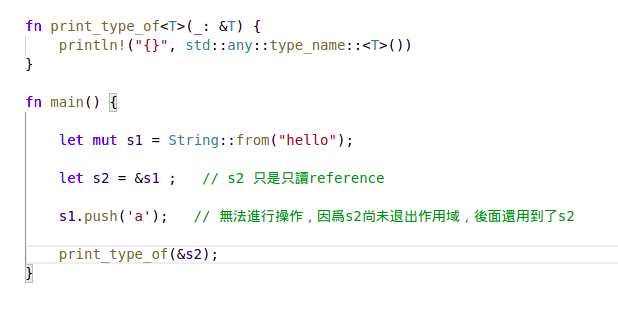 fn print_type_of<T>(_: &T) {
    println!("{}", std::any::type_name::<T>())
}
fn main() {
    let mut s1 = String::from("hello");
    let s2 = &s1 ;   // s2 只是只讀reference
    s1.push('a');   // 無法進行操作，因爲s2尚未退出作用域，後面還用到了s2
    print_type_of(&s2);
}